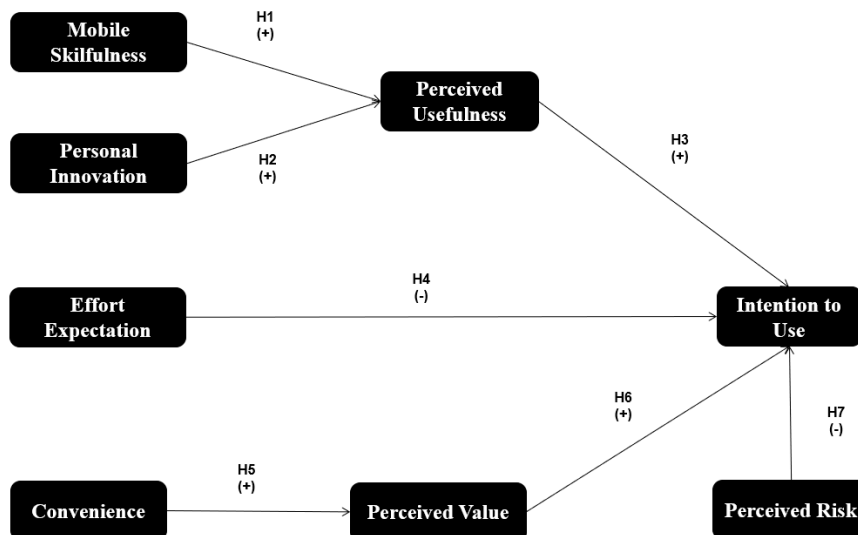 Mobile
Skilfulness
H1
(+)
Perceived
Usefulness
Personal
Innovation
H2
(+)
H3
(+)
Effort
Expectation
H4
(-)
Intention to
Use
H6
(+)
H7
(-)
Convenience
H5
(+)
Perceived Value
Perceived Risk